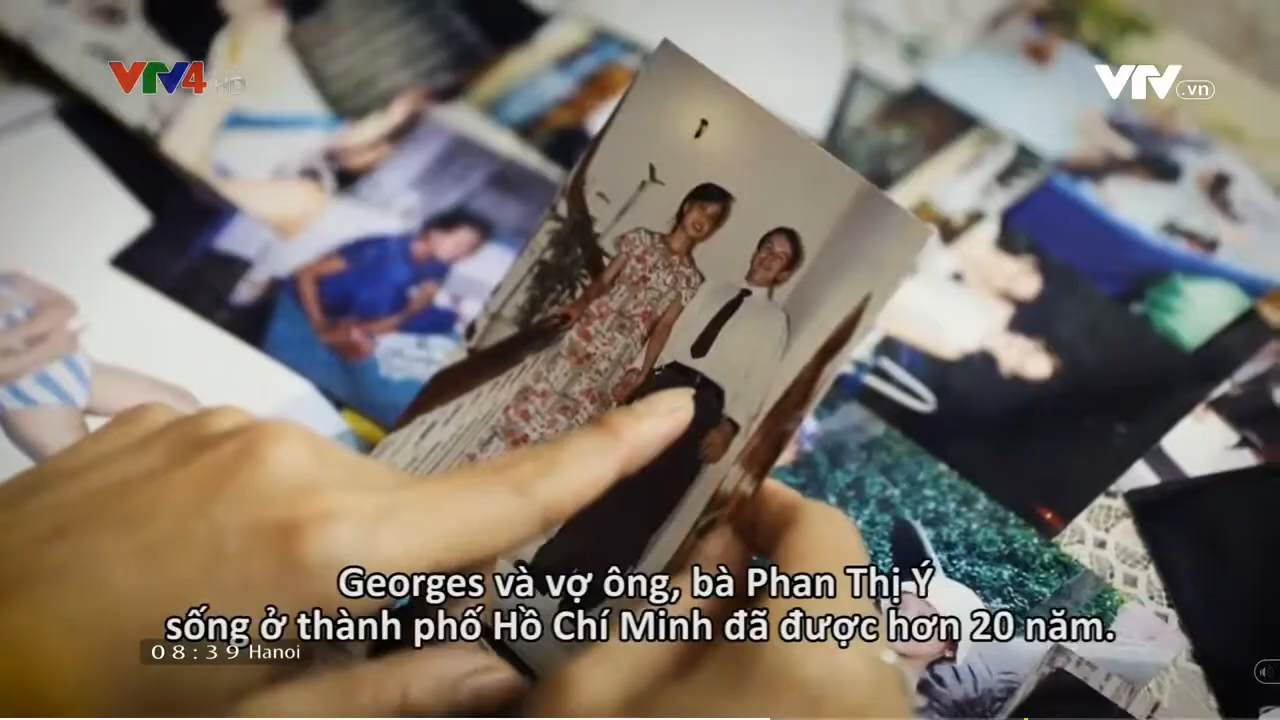 VTV4 HD
VTV.vn
Georges và vợ ông, bà Phan Thị Ý
sống ở thành phố Hồ Chí Minh đã được hơn 20 năm.
08:39 Hanoi